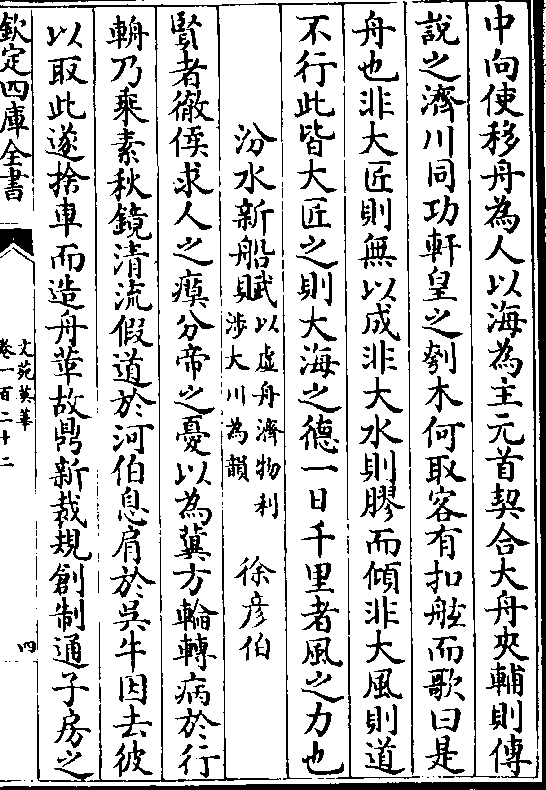 中向使移舟為人以海為主元首契合大舟夾輔則傳
說之濟川同功軒皇之刳木何取客有扣舷而歌曰是
舟也非大匠則無以成非大水則膠而傾非大風則道
不行此皆大匠之則大海之德一日千里者風之力也
汾水新船賦以虚舟濟物利涉大川為韻 徐彦伯
賢者徹侯求人之瘼分帝之憂以為冀方輪轉病於行
輈乃乘素秋鏡清流假道於河伯息肩於吳牛因去彼
以取此遂捨車而造舟革故鼎新裁規創制通子房之
欽定四庫全書
文苑英華
卷一百二十二
四